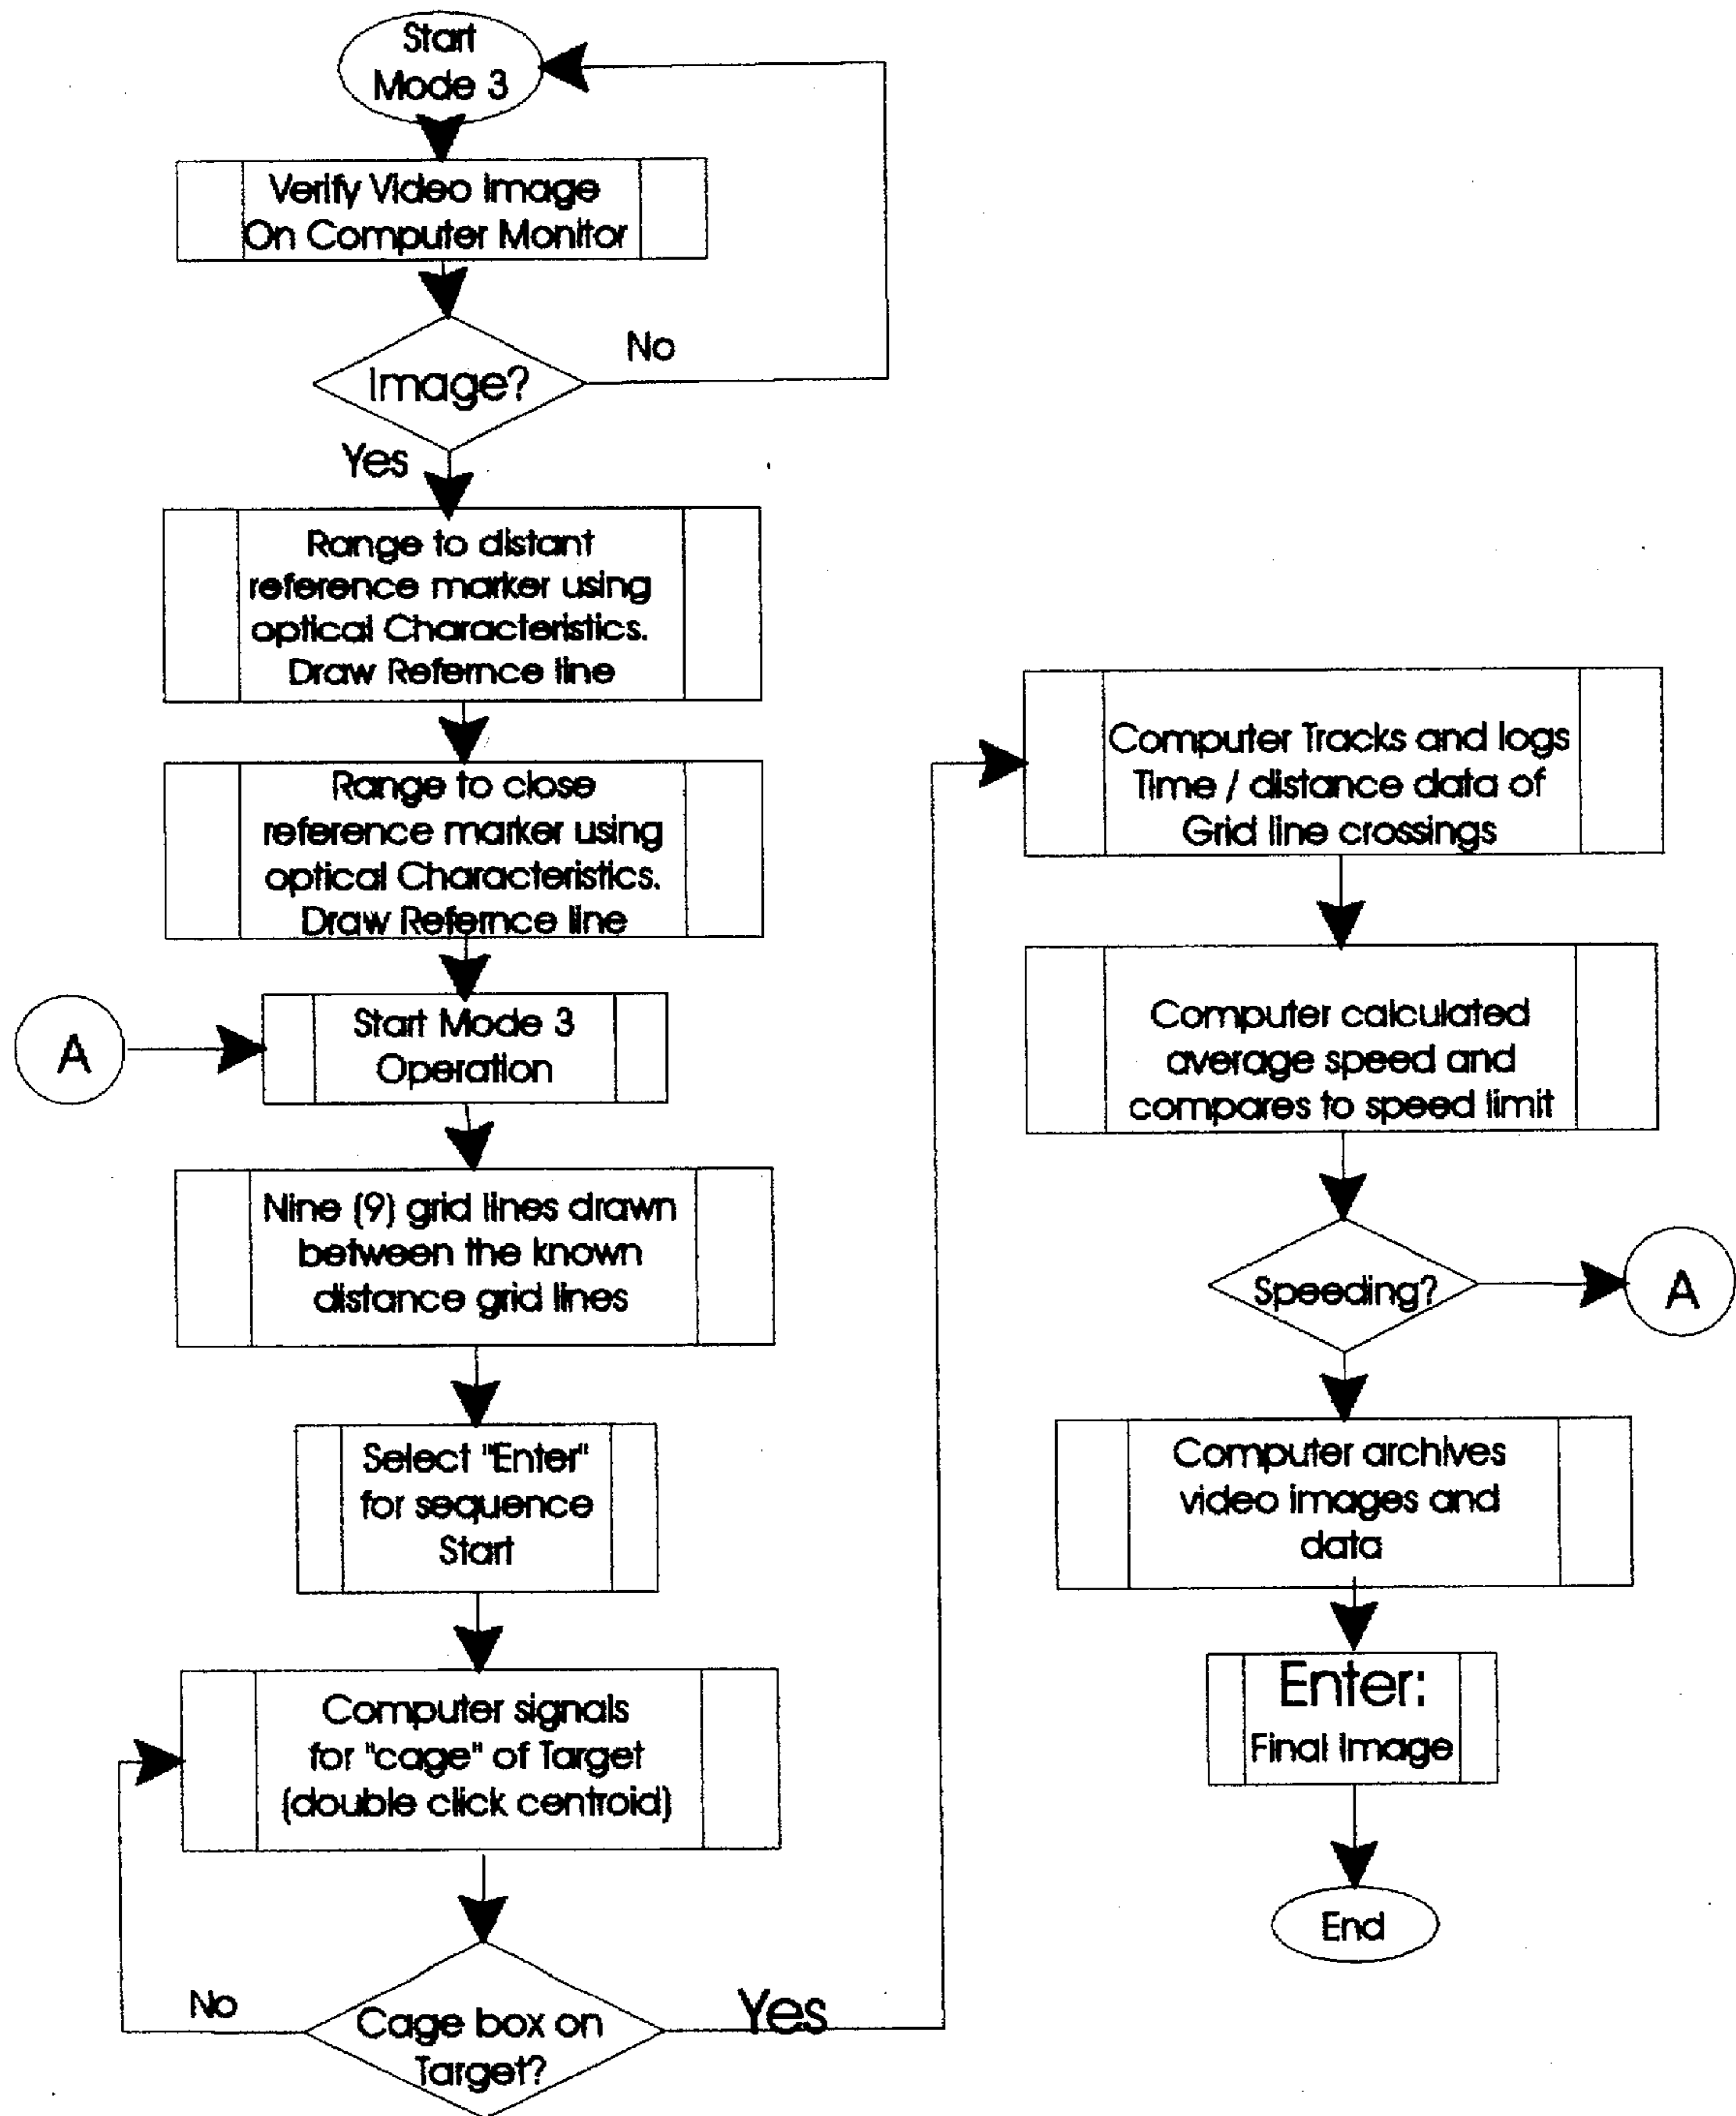 Start
Mode 3
Verify Video Image
On Computer Monitor
Image?
No
Yes
Range to distant
reference marker using
optical Characteristics.
Draw Refernce line
Range to close
reference marker using
optical Characteristics.
Draw Refernce line
A
Start Mode 3
Operation
Nine (9) grid lines drawn
between the known
distance grid lines
Select "Enter"
for sequence
Start
Computer signals
for "cage" of Target
(double click centroid)
No
Cage box on
Target?
Yes
Computer Tracks and logs
Time / distance data of
Grid line crossings
Computer calculated
average speed and
compares to speed limit
Speeding?
A
Computer archives
video images and
data
Enter:
Final Image
End